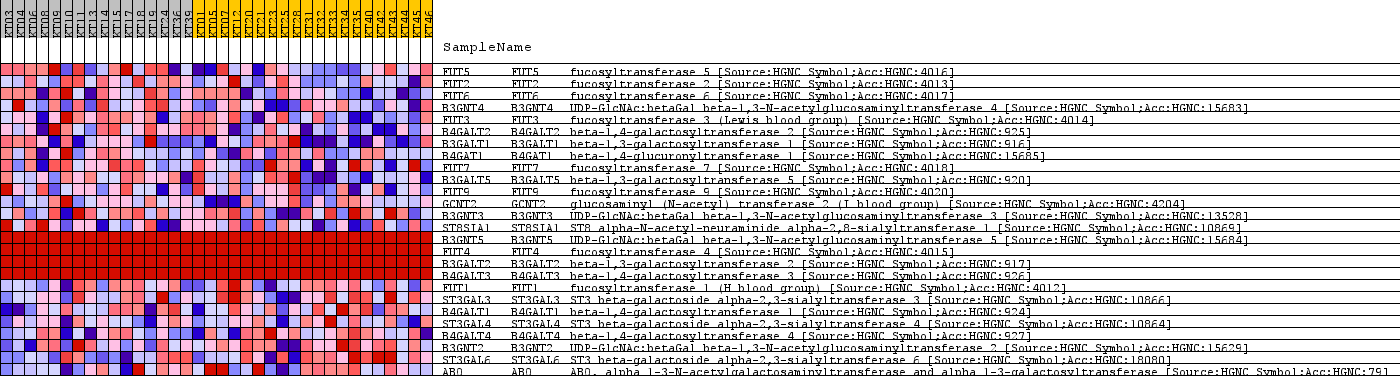 KT03 KT04 KT06 KT08 KT09 KT10 KT11 KT13 KT14 KT15 KT17 KT18 KT19 KT24 KT36 KT39 KT01 KT05 KT07 KT12 KT20 KT21 KT23 KT25 KT28 KT31 KT32 KT33 KT34 KT35 KT40 KT42 KT43 KT44 KT45 KT46
SampleName
FUT5 FUT5 fucosyltransferase 5 [Source:HGNC Symbol;Acc:HGNC:4016]
FUT2 FUT2 fucosyltransferase 2 [Source:HGNC Symbol;Acc:HGNC:4013]
FUT6 FUT6 fucosyltransferase 6 [Source:HGNC Symbol;Acc:HGNC:4017]
B3GNT4 B3GNT4 UDP-GlcNAc:betaGal beta-1,3-N-acetylglucosaminyltransferase 4 [Source:HGNC Symbol;Acc:HGNC:15683]
FUT3 FUT3 fucosyltransferase 3 (Lewis blood group) [Source:HGNC Symbol;Acc:HGNC:4014]
B4GALT2 B4GALT2 beta-1,4-galactosyltransferase 2 [Source:HGNC Symbol;Acc:HGNC:925]
B3GALT1 B3GALT1 beta-1,3-galactosyltransferase 1 [Source:HGNC Symbol;Acc:HGNC:916]
B4GAT1 B4GAT1 beta-1,4-glucuronyltransferase 1 [Source:HGNC Symbol;Acc:HGNC:15685]
FUT7 FUT7 fucosyltransferase 7 [Source:HGNC Symbol;Acc:HGNC:4018]
B3GALT5 B3GALT5 beta-1,3-galactosyltransferase 5 [Source:HGNC Symbol;Acc:HGNC:920]
FUT9 FUT9 fucosyltransferase 9 [Source:HGNC Symbol;Acc:HGNC:4020]
GCNT2 GCNT2 glucosaminyl (N-acetyl) transferase 2 (I blood group) [Source:HGNC Symbol;Acc:HGNC:4204]
B3GNT3 B3GNT3 UDP-GlcNAc:betaGal beta-1,3-N-acetylglucosaminyltransferase 3 [Source:HGNC Symbol;Acc:HGNC:13528]
ST8SIA1 ST8SIA1 ST8 alpha-N-acetyl-neuraminide alpha-2,8-sialyltransferase 1 [Source:HGNC Symbol;Acc:HGNC:10869]
B3GNT5 B3GNT5 UDP-GlcNAc:betaGal beta-1,3-N-acetylglucosaminyltransferase 5 [Source:HGNC Symbol;Acc:HGNC:15684]
FUT4 FUT4 fucosyltransferase 4 [Source:HGNC Symbol;Acc:HGNC:4015]
B3GALT2 B3GALT2 beta-1,3-galactosyltransferase 2 [Source:HGNC Symbol;Acc:HGNC:917]
B4GALT3 B4GALT3 beta-1,4-galactosyltransferase 3 [Source:HGNC Symbol;Acc:HGNC:926]
FUT1 FUT1 fucosyltransferase 1 (H blood group) [Source:HGNC Symbol;Acc:HGNC:4012]
ST3GAL3 ST3GAL3 ST3 beta-galactoside alpha-2,3-sialyltransferase 3 [Source:HGNC Symbol;Acc:HGNC:10866]
B4GALT1 B4GALT1 beta-1,4-galactosyltransferase 1 [Source:HGNC Symbol;Acc:HGNC:924]
ST3GAL4 ST3GAL4 ST3 beta-galactoside alpha-2,3-sialyltransferase 4 [Source:HGNC Symbol;Acc:HGNC:10864]
B4GALT4 B4GALT4 beta-1,4-galactosyltransferase 4 [Source:HGNC Symbol;Acc:HGNC:927]
B3GNT2 B3GNT2 UDP-GlcNAc:betaGal beta-1,3-N-acetylglucosaminyltransferase 2 [Source:HGNC Symbol;Acc:HGNC:15629]
ST3GAL6 ST3GAL6 ST3 beta-galactoside alpha-2,3-sialyltransferase 6 [Source:HGNC Symbol;Acc:HGNC:18080]
ABO ABO ABO, alpha 1-3-N-acetylgalactosaminyltransferase and alpha 1-3-galactosyltransferase [Source:HGNC Symbol;Acc:HGNC:79]